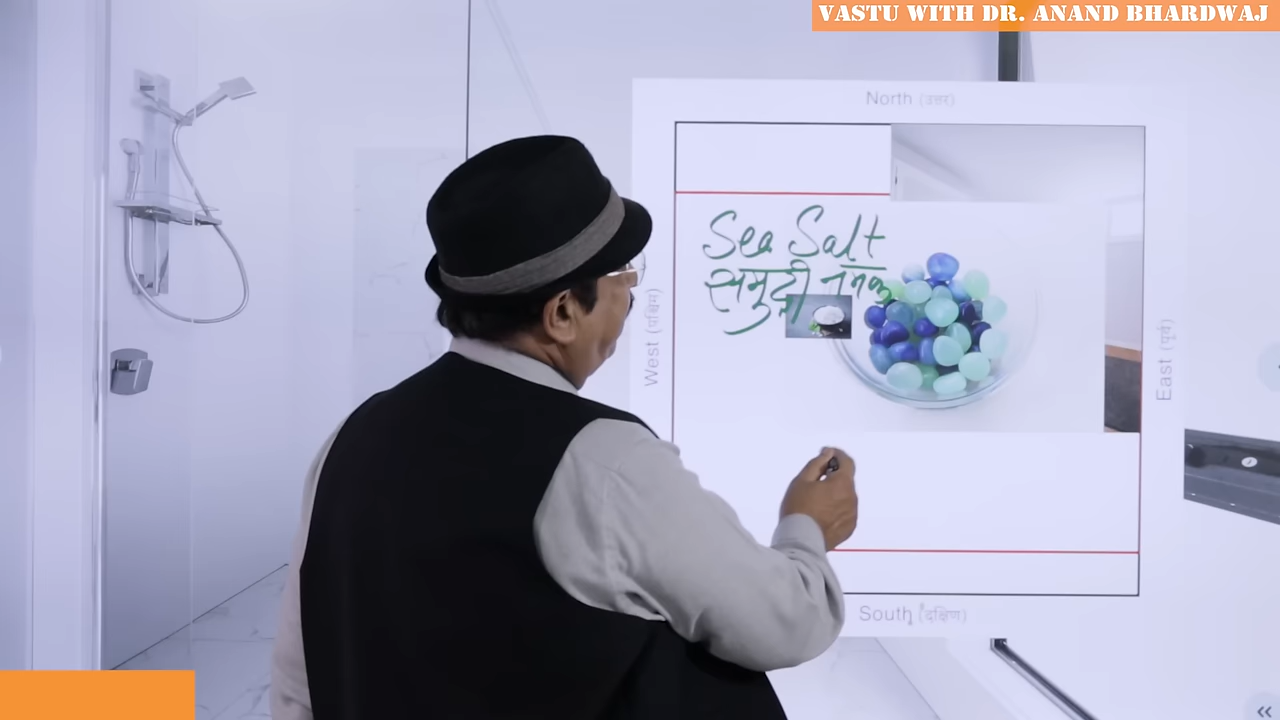 VASTU WITH DR. ANAND BHARDWAJ
North (उत्तर)
Sea Salt
समुद्री नमक
West (पश्चिम)
East (पूर्व)
South (दक्षिण)